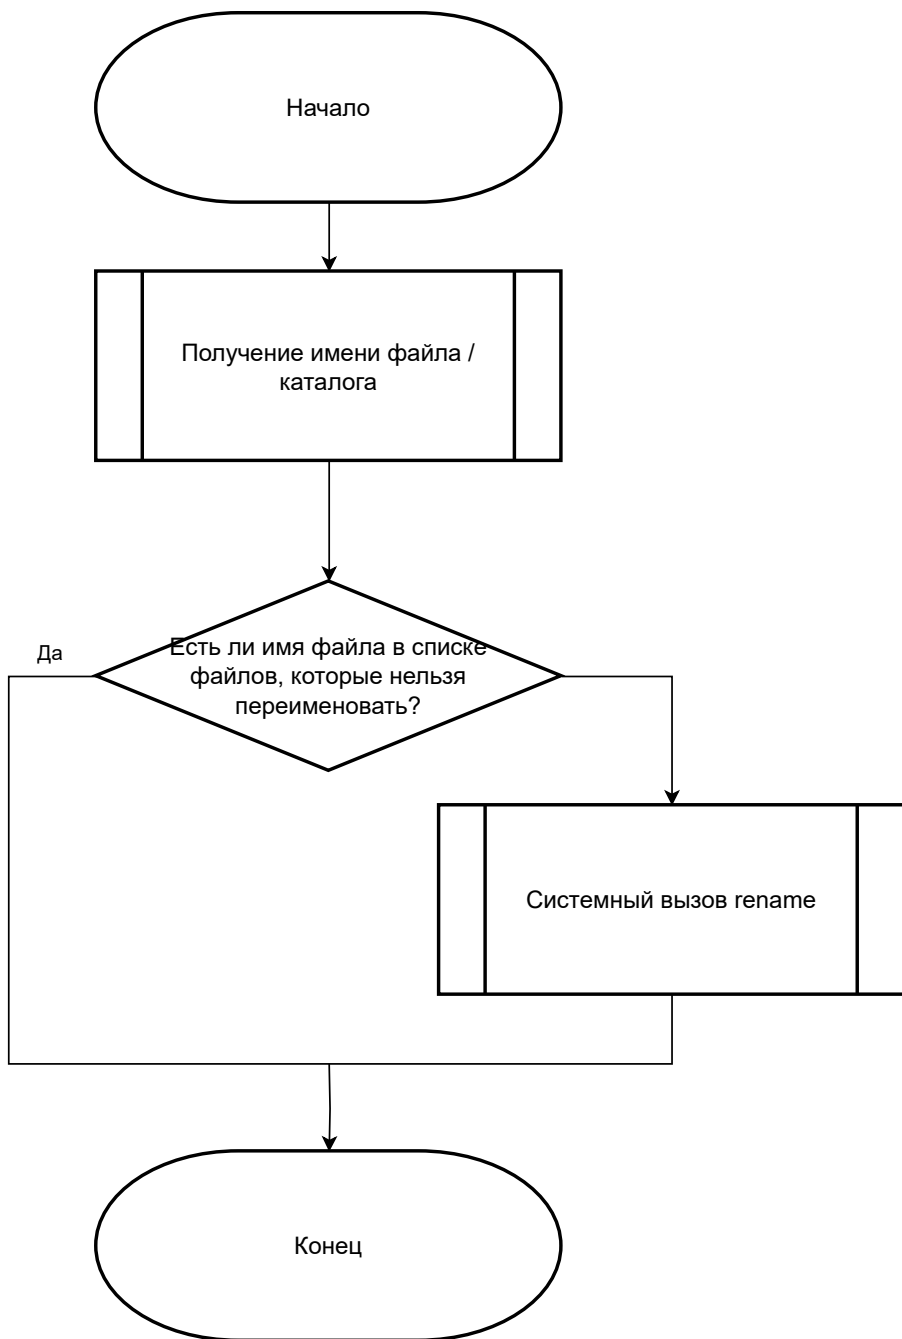 Начало
Получение имени файла /
каталога
Да
Есть ли имя файла в списке
файлов, которые нельзя
переименовать?
Системный вызов rename
Конец